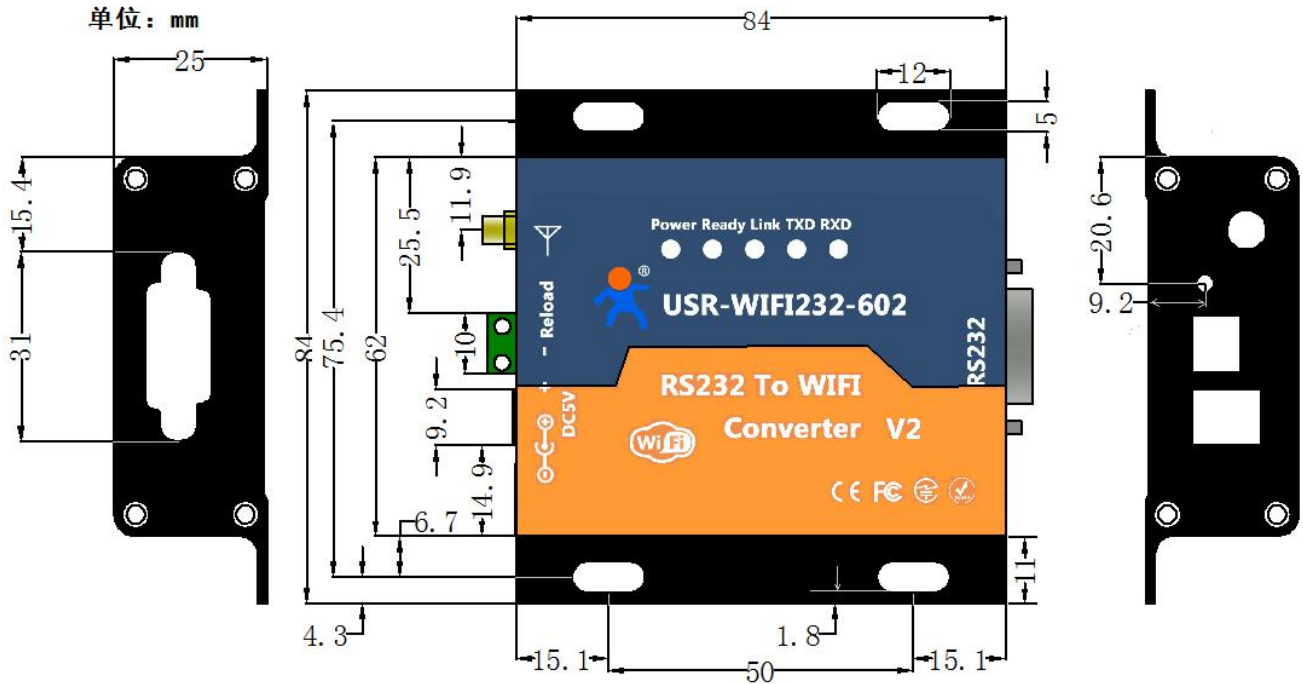 单位: mm
84
25
12
5
15.4
11.9
25.5
20.6
Power Ready Link TXD RXD
®
USR-WIFI232-602
9.2
- Reload
+
31
84
75.4
62
10
RS232
RS232 To WIFI
DC5V
9.2
Converter V2
WiFi
14.9
CE FC
6.7
11
4.3
1.8
15.1
50
15.1